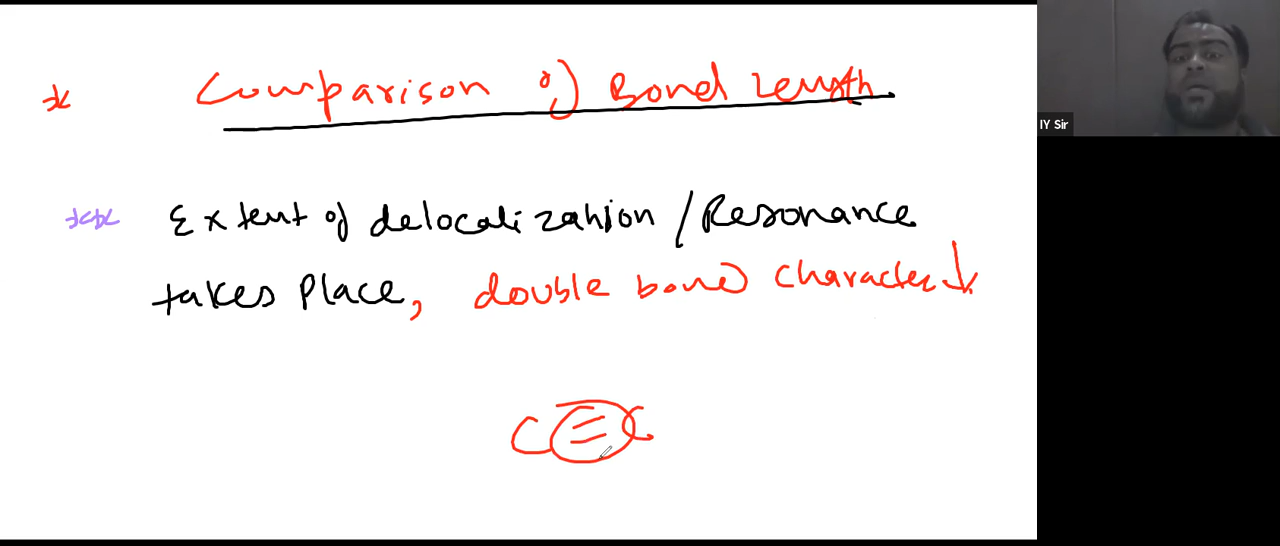 * Comparison of Bond Length
*** Extent of delocalization / Resonance
takes place, double bond character ↓
C≡C
IY Sir